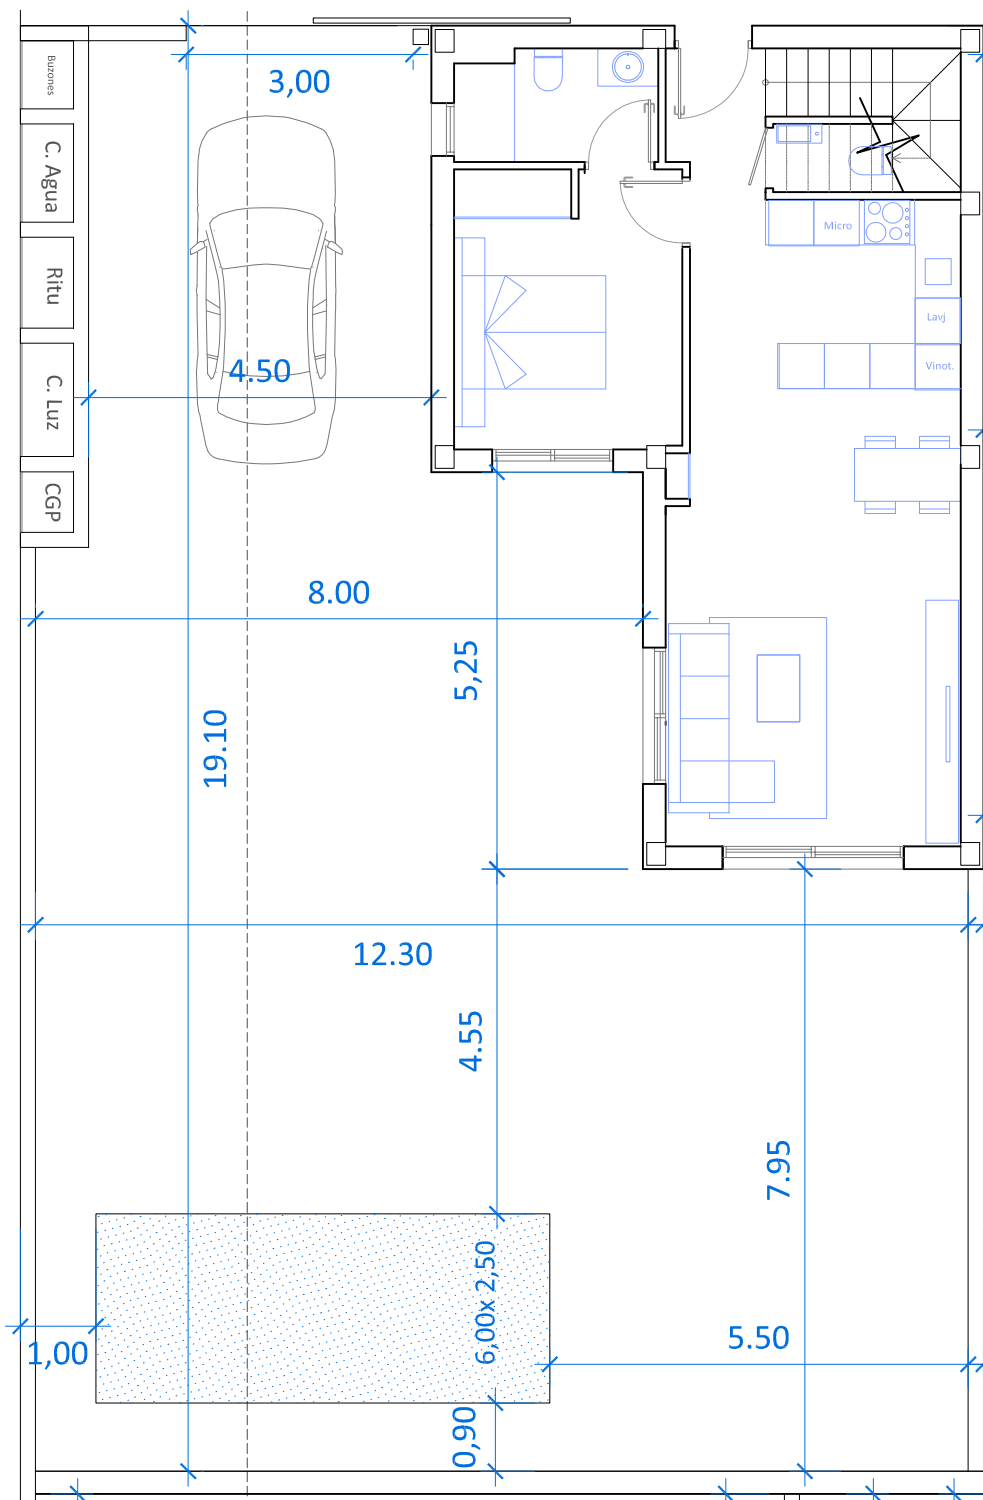 3,00
Buzones
C. Agua
Ritu
C. Luz
CGP
Micro
Lavj
Vinot.
4.50
8.00
5,25
19.10
12.30
4.55
7.95
6,00x 2,50
5.50
1,00
0,90